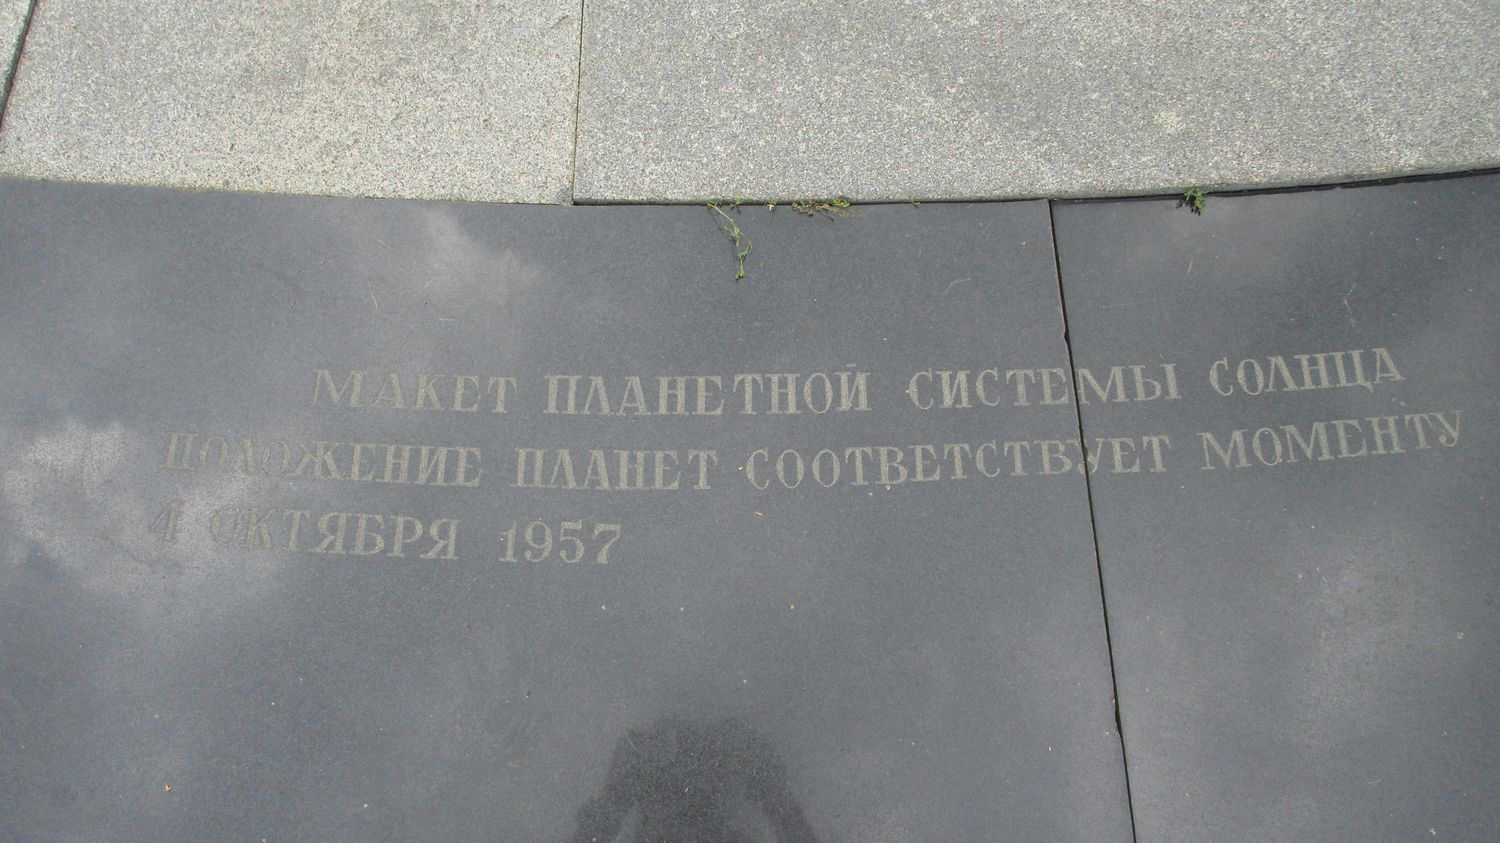 МАКЕТ ПЛАНЕТНОЙ СИСТЕМЫ СОЛНЦА
ПОЛОЖЕНИЕ ПЛАНЕТ СООТВЕТСТВУЕТ МОМЕНТУ
4 ОКТЯБРЯ 1957